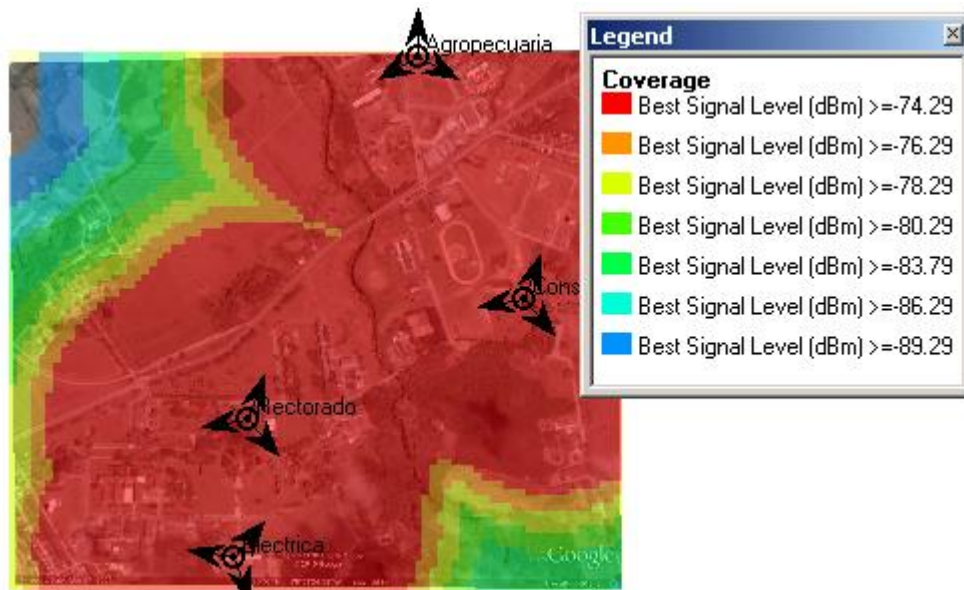 Agropecuaria
Legend
Coverage
Best Signal Level (dBm) >=-74.29
Best Signal Level (dBm) >=-76.29
Best Signal Level (dBm) >=-78.29
Best Signal Level (dBm) >=-80.29
Best Signal Level (dBm) >=-83.79
Best Signal Level (dBm) >=-86.29
Best Signal Level (dBm) >=-89.29
Cons
Rectorado
Electrica
Google